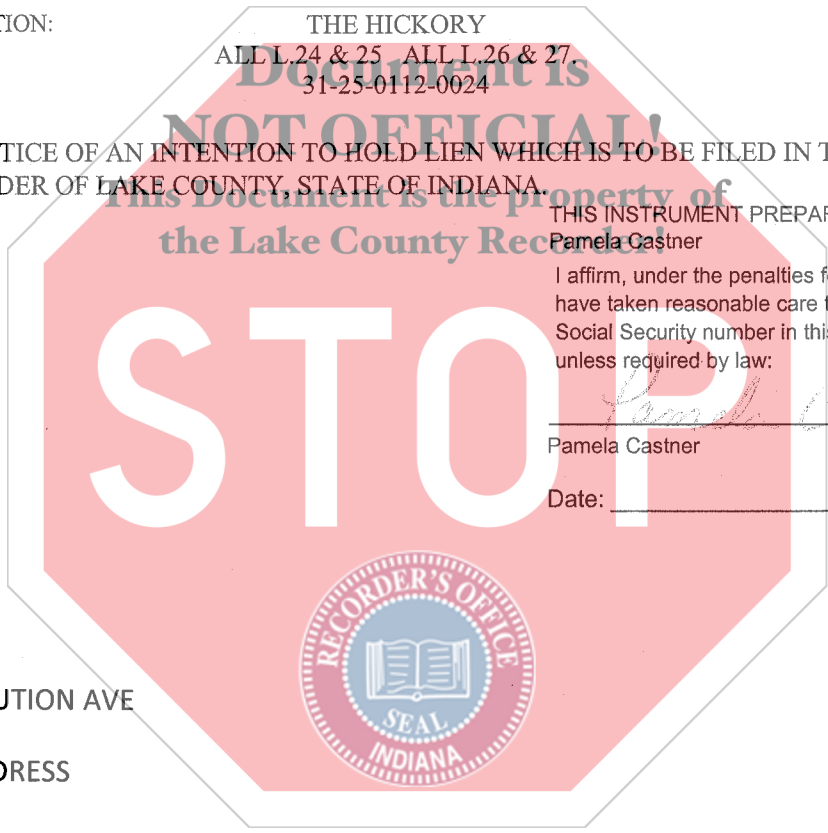 TION:
THE HICKORY
ALL L.24 & 25 ALL L.26 & 27.
31-25-0112-0024
Document is
NOT OFFICIAL!
TICE OF AN INTENTION TO HOLD LIEN WHICH IS TO BE FILED IN T
DER OF LAKE COUNTY, STATE OF INDIANA.
This Document is the property of
the Lake County Recorder!
THIS INSTRUMENT PREPAR
Pamela Castner
I affirm, under the penalties f
have taken reasonable care t
Social Security number in this
unless required by law:
Pamela C
Pamela Castner
Date:
STOP
RECORDER'S OFFICE
SEAL
INDIANA
UTION AVE
DRESS